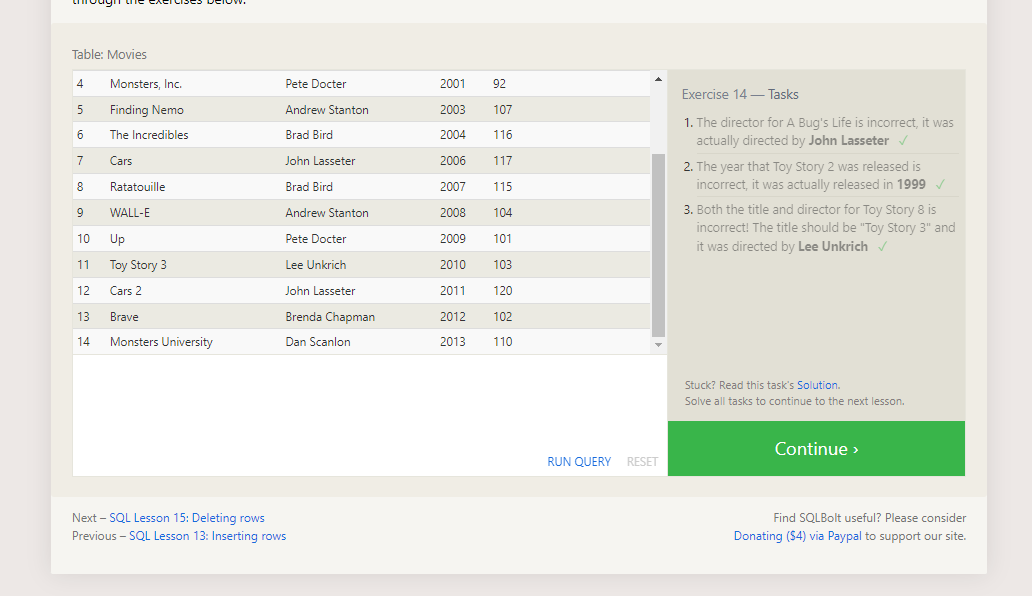 through the exercises below.
Table: Movies
4 Monsters, Inc. Pete Docter 2001 92
5 Finding Nemo Andrew Stanton 2003 107
6 The Incredibles Brad Bird 2004 116
7 Cars John Lasseter 2006 117
8 Ratatouille Brad Bird 2007 115
9 WALL-E Andrew Stanton 2008 104
10 Up Pete Docter 2009 101
11 Toy Story 3 Lee Unkrich 2010 103
12 Cars 2 John Lasseter 2011 120
13 Brave Brenda Chapman 2012 102
14 Monsters University Dan Scanlon 2013 110
RUN QUERY RESET
Exercise 14 — Tasks
1. The director for A Bug's Life is incorrect, it was
actually directed by John Lasseter ✓
2. The year that Toy Story 2 was released is
incorrect, it was actually released in 1999 ✓
3. Both the title and director for Toy Story 8 is
incorrect! The title should be "Toy Story 3" and
it was directed by Lee Unkrich ✓
Stuck? Read this task's Solution.
Solve all tasks to continue to the next lesson.
Continue ›
Next – SQL Lesson 15: Deleting rows
Previous – SQL Lesson 13: Inserting rows
Find SQLBolt useful? Please consider
Donating ($4) via Paypal to support our site.